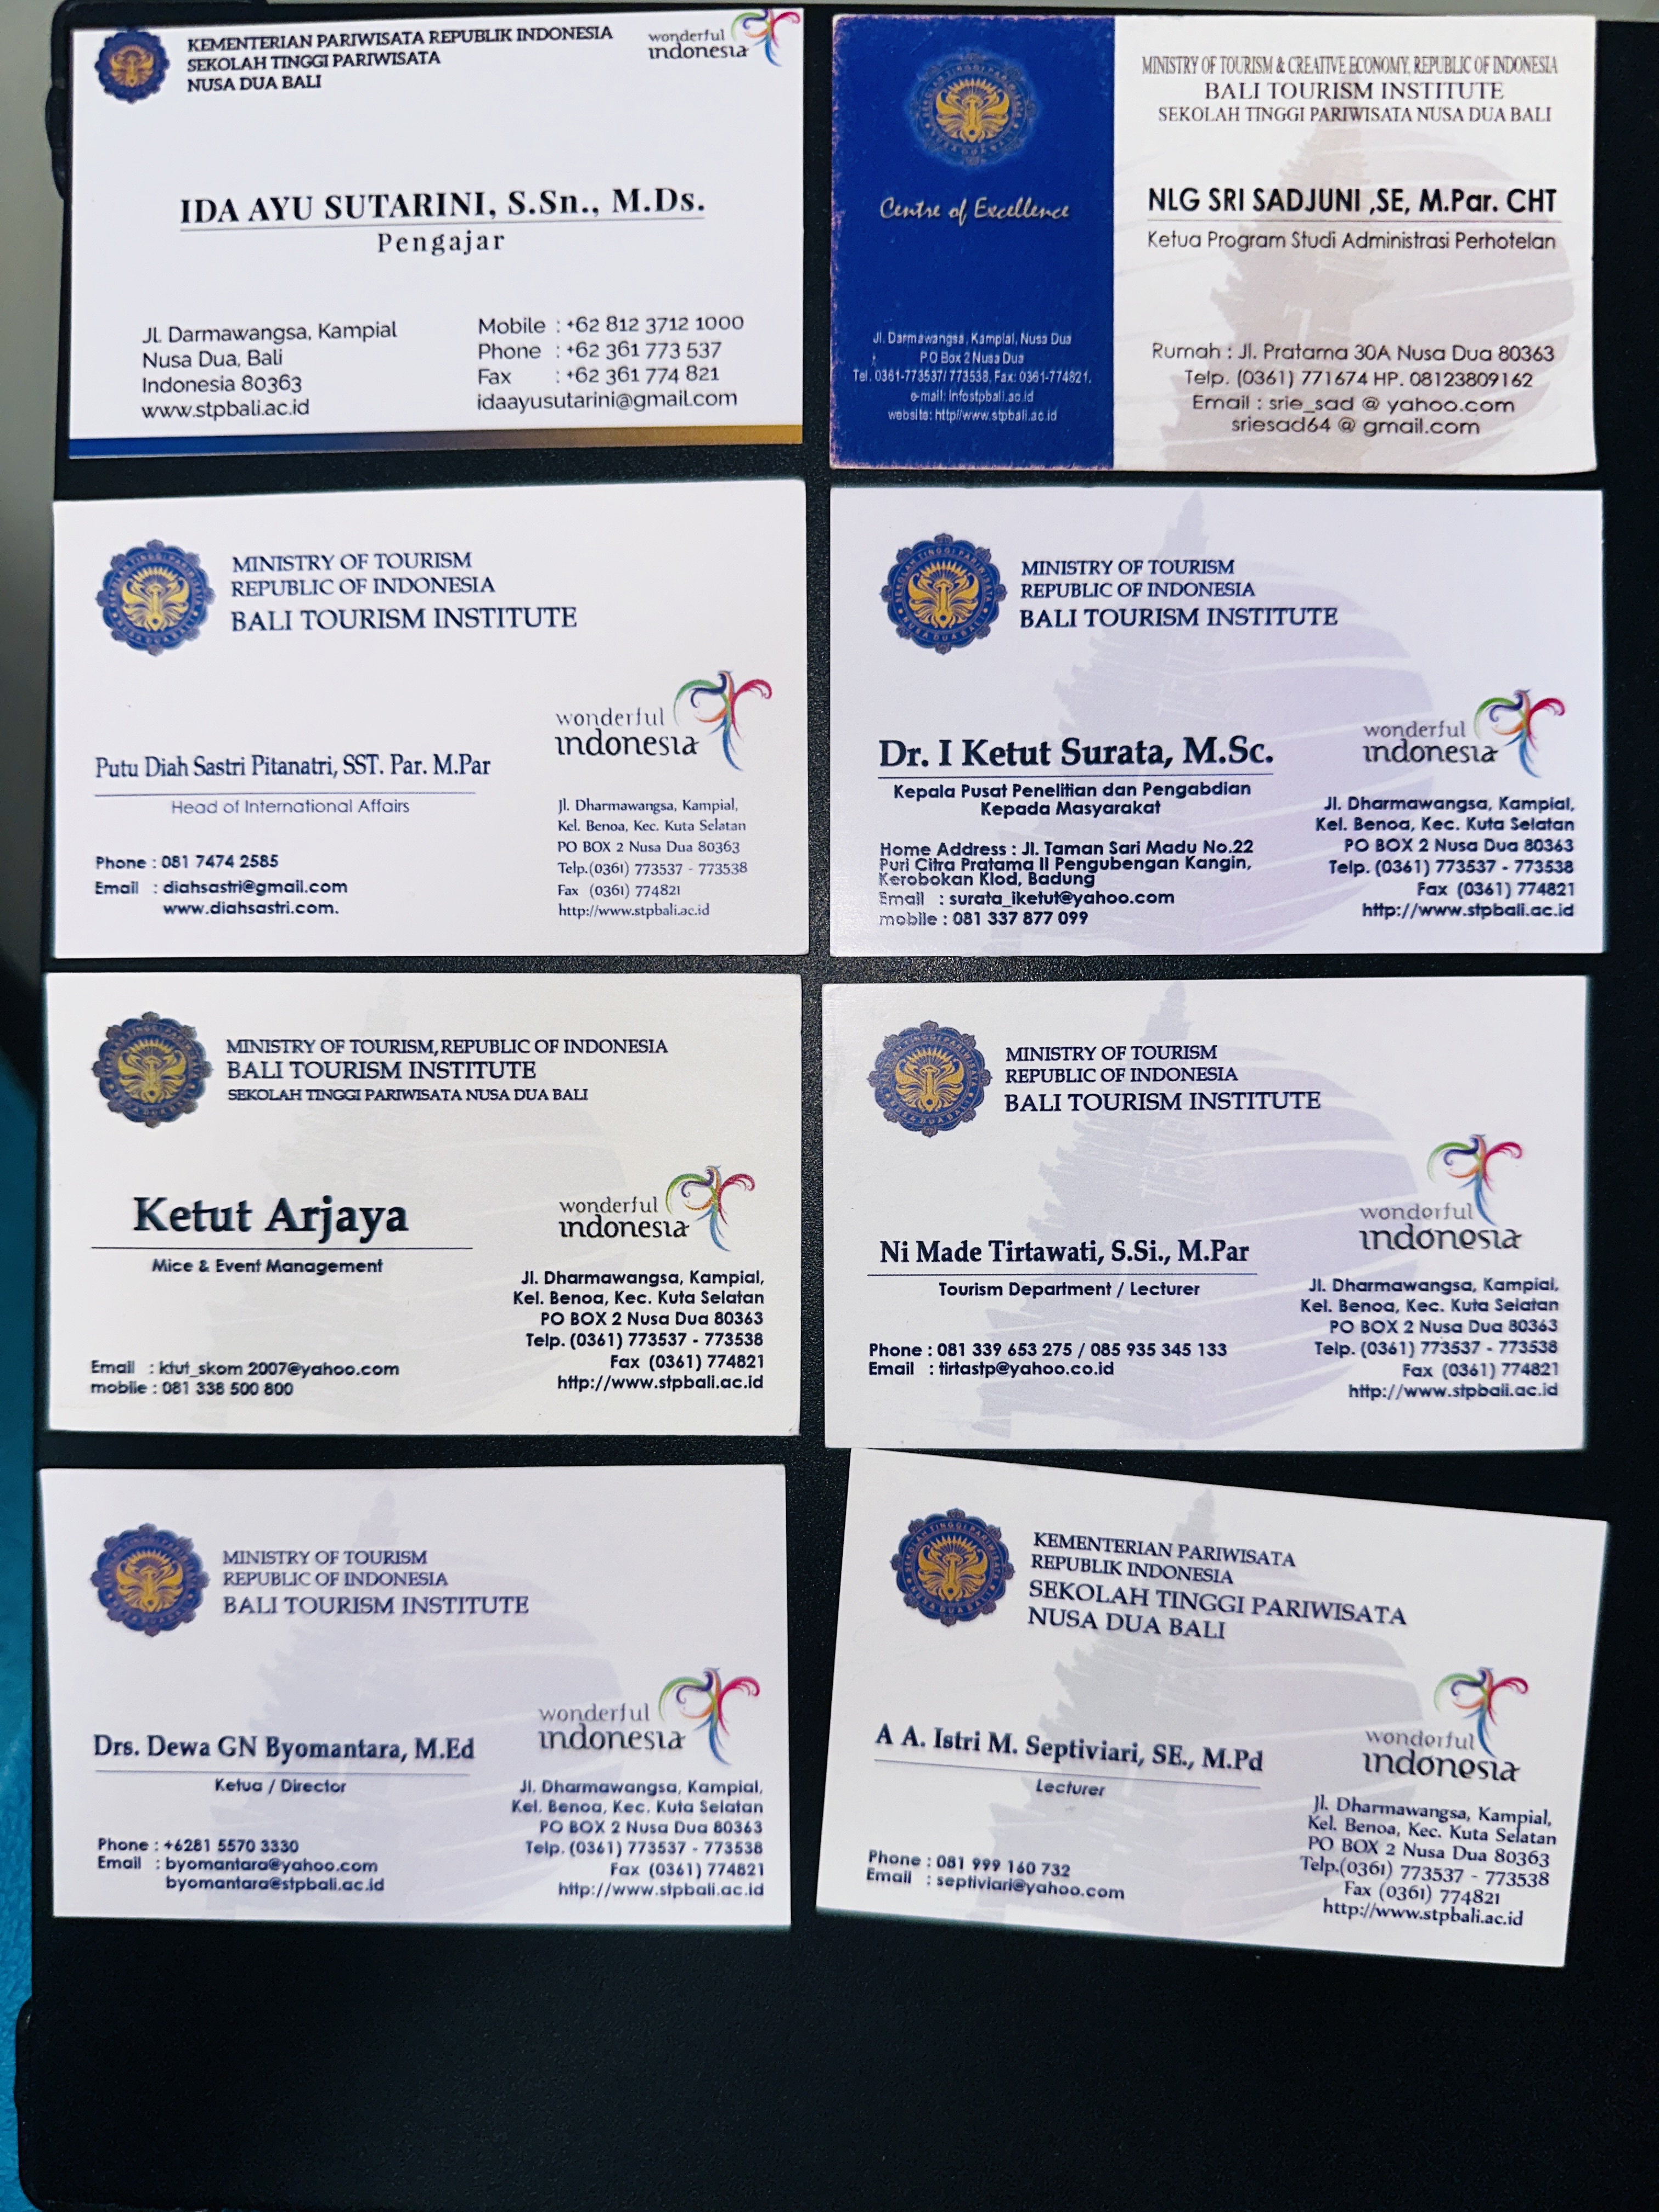 KEMENTERIAN PARIWISATA REPUBLIK INDONESIA
SEKOLAH TINGGI PARIWISATA
NUSA DUA BALI
wonderful
indonesia
IDA AYU SUTARINI, S.Sn., M.Ds.
Pengajar
Jl. Darmawangsa, Kampial
Nusa Dua, Bali
Indonesia 80363
www.stpbali.ac.id
Mobile : +62 812 3712 1000
Phone : +62 361 773 537
Fax : +62 361 774 821
idaayusutarini@gmail.com
Centre of Excellence
Jl. Darmawangsa, Kampial, Nusa Dua
P.O Box 2 Nusa Dua
Tel. 0361-773537/ 773538, Fax: 0361-774821,
e-mail: infostpbali.ac.id
website: http//www.stpbali.ac.id
MINISTRY OF TOURISM & CREATIVE ECONOMY, REPUBLIC OF INDONESIA
BALI TOURISM INSTITUTE
SEKOLAH TINGGI PARIWISATA NUSA DUA BALI
NLG SRI SADJUNI ,SE, M.Par. CHT
Ketua Program Studi Administrasi Perhotelan
Rumah : Jl. Pratama 30A Nusa Dua 80363
Telp. (0361) 771674 HP. 08123809162
Email : srie_sad @ yahoo.com
sriesad64 @ gmail.com
MINISTRY OF TOURISM
REPUBLIC OF INDONESIA
BALI TOURISM INSTITUTE
wonderful
indonesia
Putu Diah Sastri Pitanatri, SST. Par. M.Par
Head of International Affairs
Phone : 081 7474 2585
Email : diahsastri@gmail.com
www.diahsastri.com.
Jl. Dharmawangsa, Kampial,
Kel. Benoa, Kec. Kuta Selatan
PO BOX 2 Nusa Dua 80363
Telp.(0361) 773537 - 773538
Fax (0361) 774821
http://www.stpbali.ac.id
SEKOLAH TINGGI PARIWISATA
NUSA DUA BALI
MINISTRY OF TOURISM
REPUBLIC OF INDONESIA
BALI TOURISM INSTITUTE
wonderful
indonesia
Dr. I Ketut Surata, M.Sc.
Kepala Pusat Penelitian dan Pengabdian
Kepada Masyarakat
Home Address : Jl. Taman Sari Madu No.22
Puri Citra Pratama II Pengubengan Kangin,
Kerobokan Klod, Badung
Email : surata_iketut@yahoo.com
mobile : 081 337 877 099
Jl. Dharmawangsa, Kampial,
Kel. Benoa, Kec. Kuta Selatan
PO BOX 2 Nusa Dua 80363
Telp. (0361) 773537 - 773538
Fax (0361) 774821
http://www.stpbali.ac.id
MINISTRY OF TOURISM, REPUBLIC OF INDONESIA
BALI TOURISM INSTITUTE
SEKOLAH TINGGI PARIWISATA NUSA DUA BALI
wonderful
indonesia
Ketut Arjaya
Mice & Event Management
Email : ktut_skom 2007@yahoo.com
mobile : 081 338 500 800
Jl. Dharmawangsa, Kampial,
Kel. Benoa, Kec. Kuta Selatan
PO BOX 2 Nusa Dua 80363
Telp. (0361) 773537 - 773538
Fax (0361) 774821
http://www.stpbali.ac.id
MINISTRY OF TOURISM
REPUBLIC OF INDONESIA
BALI TOURISM INSTITUTE
wonderful
indonesia
Ni Made Tirtawati, S.Si., M.Par
Tourism Department / Lecturer
Phone : 081 339 653 275 / 085 935 345 133
Email : tirtastp@yahoo.co.id
Jl. Dharmawangsa, Kampial,
Kel. Benoa, Kec. Kuta Selatan
PO BOX 2 Nusa Dua 80363
Telp. (0361) 773537 - 773538
Fax (0361) 774821
http://www.stpbali.ac.id
MINISTRY OF TOURISM
REPUBLIC OF INDONESIA
BALI TOURISM INSTITUTE
wonderful
indonesia
Drs. Dewa GN Byomantara, M.Ed
Ketua / Director
Phone : +6281 5570 3330
Email : byomantara@yahoo.com
byomantara@stpbali.ac.id
Jl. Dharmawangsa, Kampial,
Kel. Benoa, Kec. Kuta Selatan
PO BOX 2 Nusa Dua 80363
Telp. (0361) 773537 - 773538
Fax (0361) 774821
http://www.stpbali.ac.id
KEMENTERIAN PARIWISATA
REPUBLIK INDONESIA
SEKOLAH TINGGI PARIWISATA
NUSA DUA BALI
wonderful
indonesia
A A. Istri M. Septiviari, SE., M.Pd
Lecturer
Phone : 081 999 160 732
Email : septiviari@yahoo.com
Jl. Dharmawangsa, Kampial,
Kel. Benoa, Kec. Kuta Selatan
PO BOX 2 Nusa Dua 80363
Telp.(0361) 773537 - 773538
Fax (0361) 774821
http://www.stpbali.ac.id